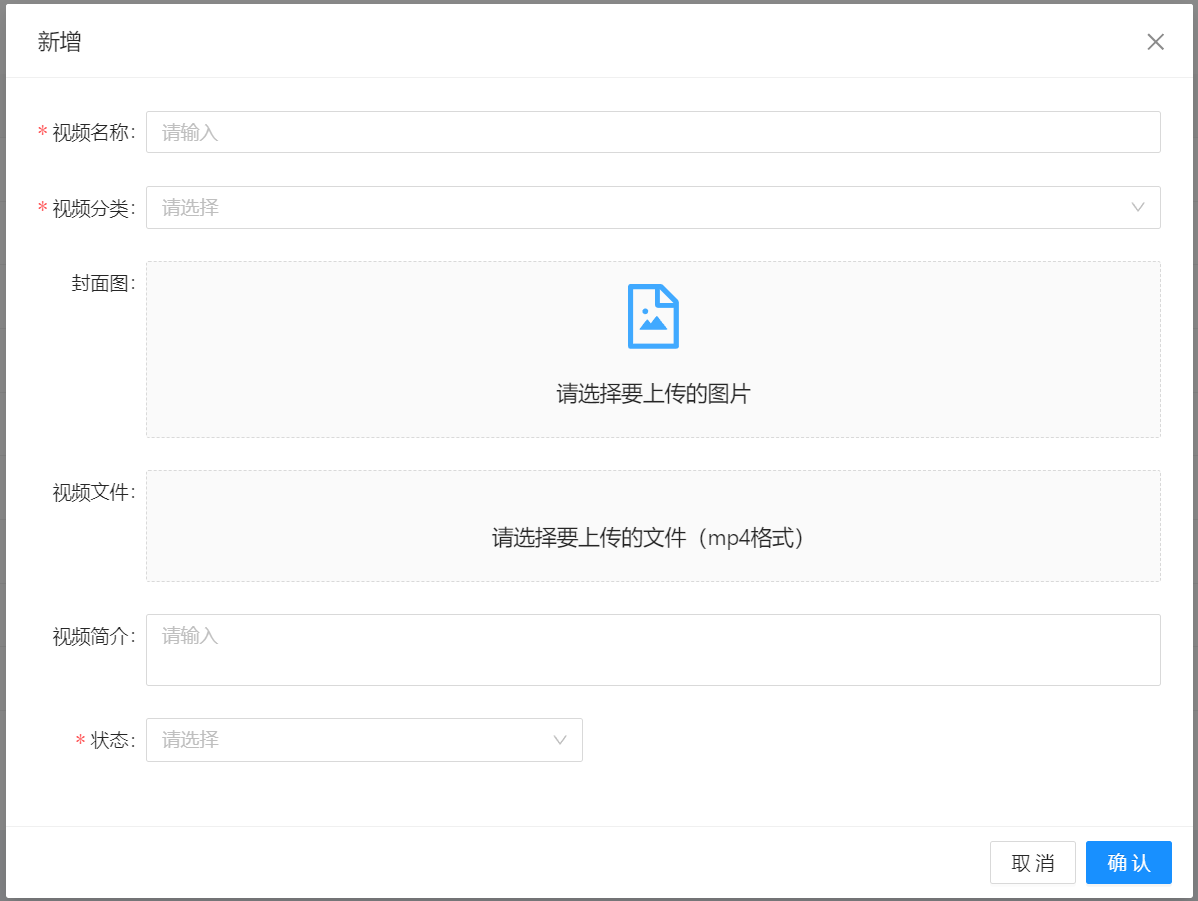 新增
* 视频名称: 请输入
* 视频分类: 请选择
封面图:
请选择要上传的图片
视频文件:
请选择要上传的文件（mp4格式）
视频简介: 请输入
* 状态: 请选择
取 消 确 认